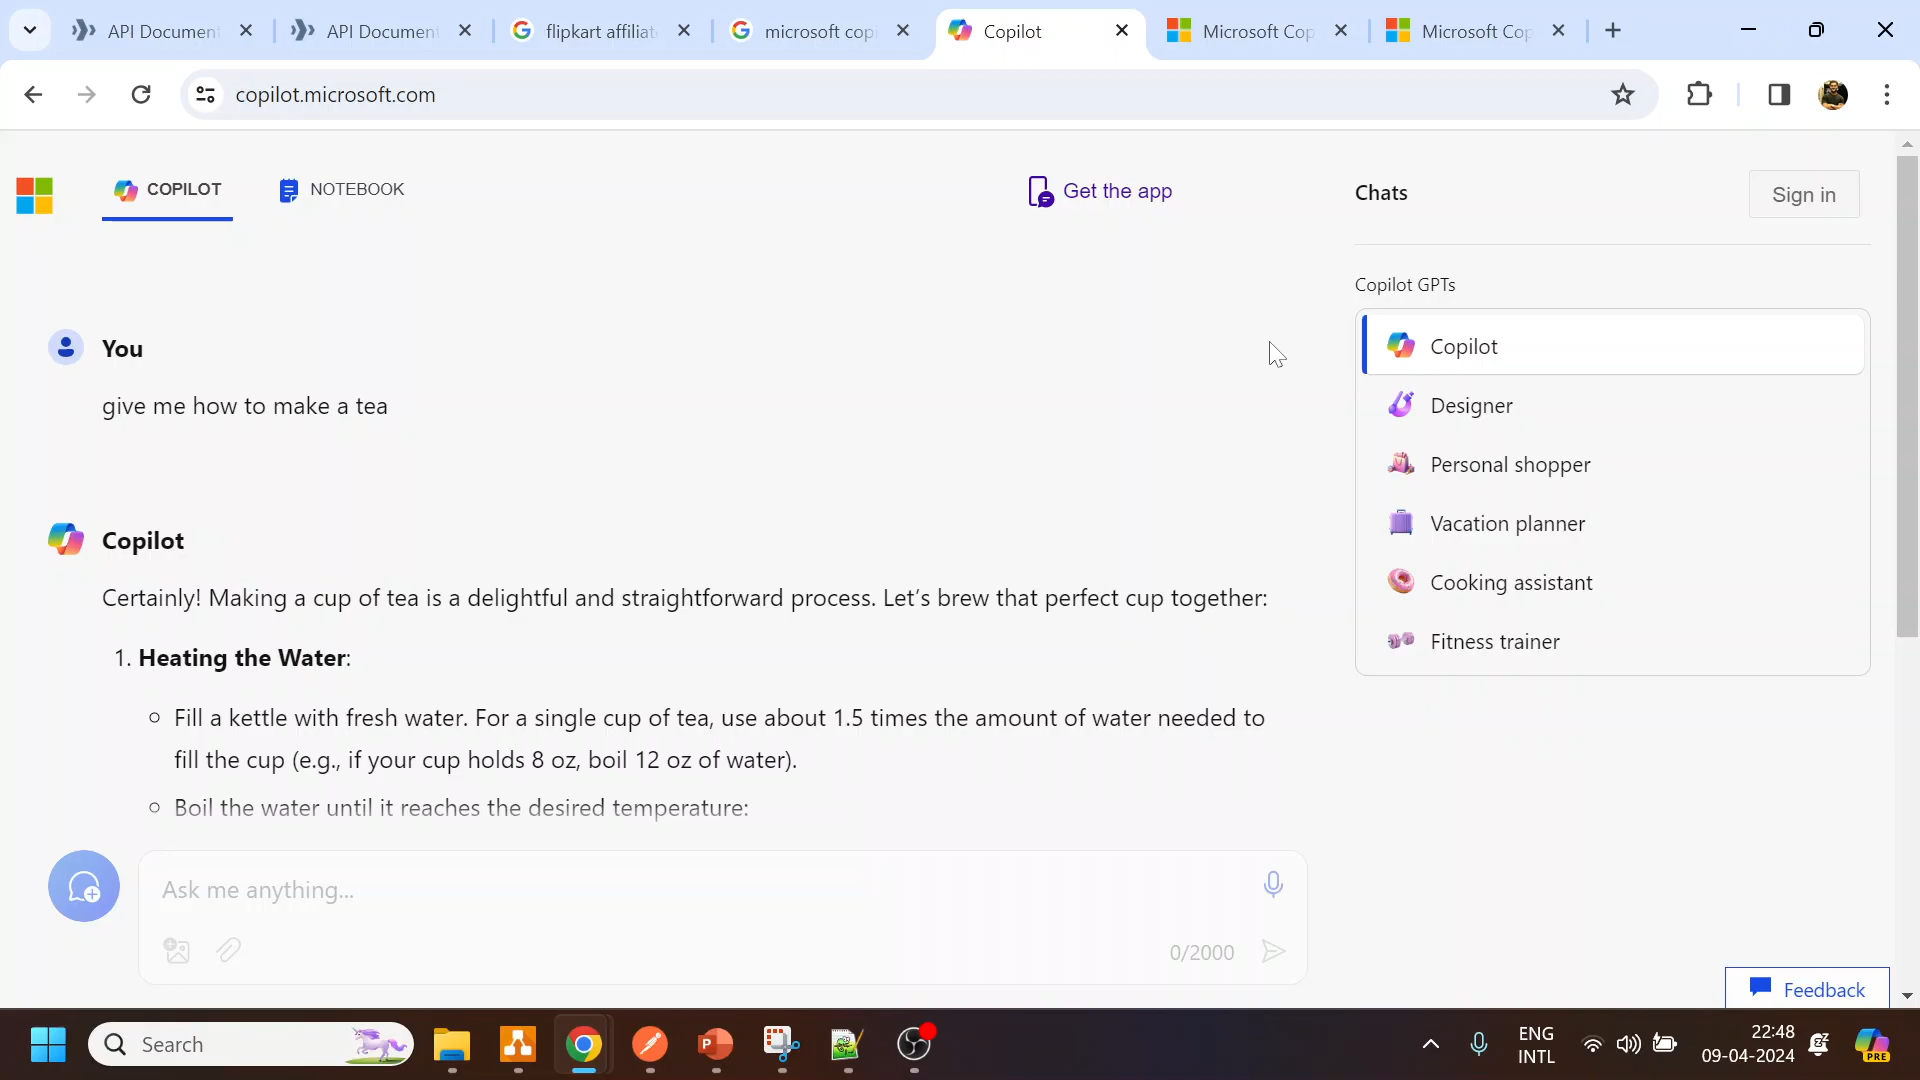 API Document
API Document
flipkart affiliat
microsoft cop
Copilot
Microsoft Cop
Microsoft Cop
copilot.microsoft.com
COPILOT
NOTEBOOK
Get the app
Chats
Sign in
Copilot GPTs
Copilot
Designer
Personal shopper
Vacation planner
Cooking assistant
Fitness trainer
You
give me how to make a tea
Copilot
Certainly! Making a cup of tea is a delightful and straightforward process. Let’s brew that perfect cup together:
1. Heating the Water:
Fill a kettle with fresh water. For a single cup of tea, use about 1.5 times the amount of water needed to
fill the cup (e.g., if your cup holds 8 oz, boil 12 oz of water).
Boil the water until it reaches the desired temperature:
Ask me anything...
0/2000
Feedback
Search
P
ENG
INTL
22:48
09-04-2024
PRE